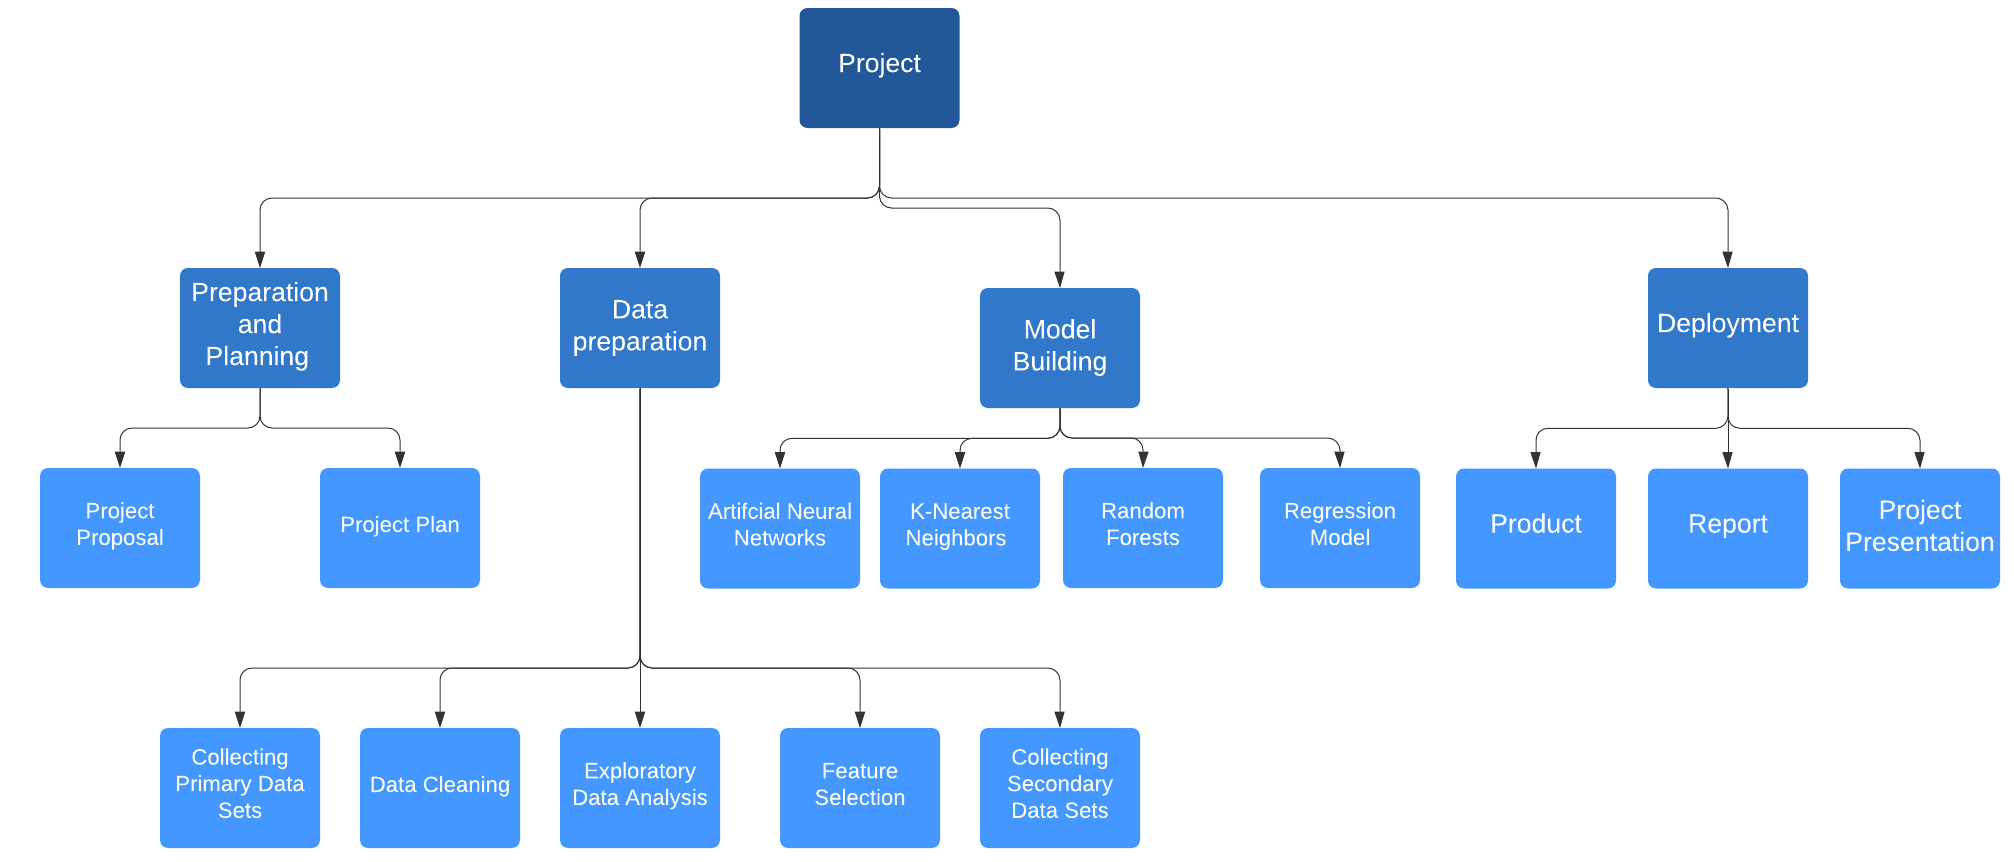 Project
Preparation
and
Planning
Data
preparation
Model
Building
Deployment
Project
Proposal
Project Plan
Artifcial Neural
Networks
K-Nearest
Neighbors
Random
Forests
Regression
Model
Product
Report
Project
Presentation
Collecting
Primary Data
Sets
Data Cleaning
Exploratory
Data Analysis
Feature
Selection
Collecting
Secondary
Data Sets